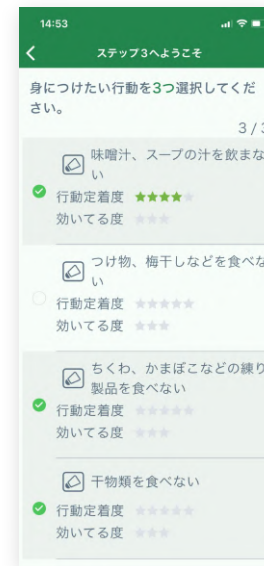 14:53
ステップ3へようこそ
身につけたい行動を3つ選択してくだ
さい。
3 / 3
味噌汁、スープの汁を飲まな
い
行動定着度 ★★★★★
効いてる度 ★★★
つけ物、梅干しなどを食べな
い
行動定着度 ★★★★★
効いてる度 ★★★
ちくわ、かまぼこなどの練り
製品を食べない
行動定着度 ★★★★★
効いてる度 ★★★
干物類を食べない
行動定着度 ★★★★★
効いてる度 ★★★